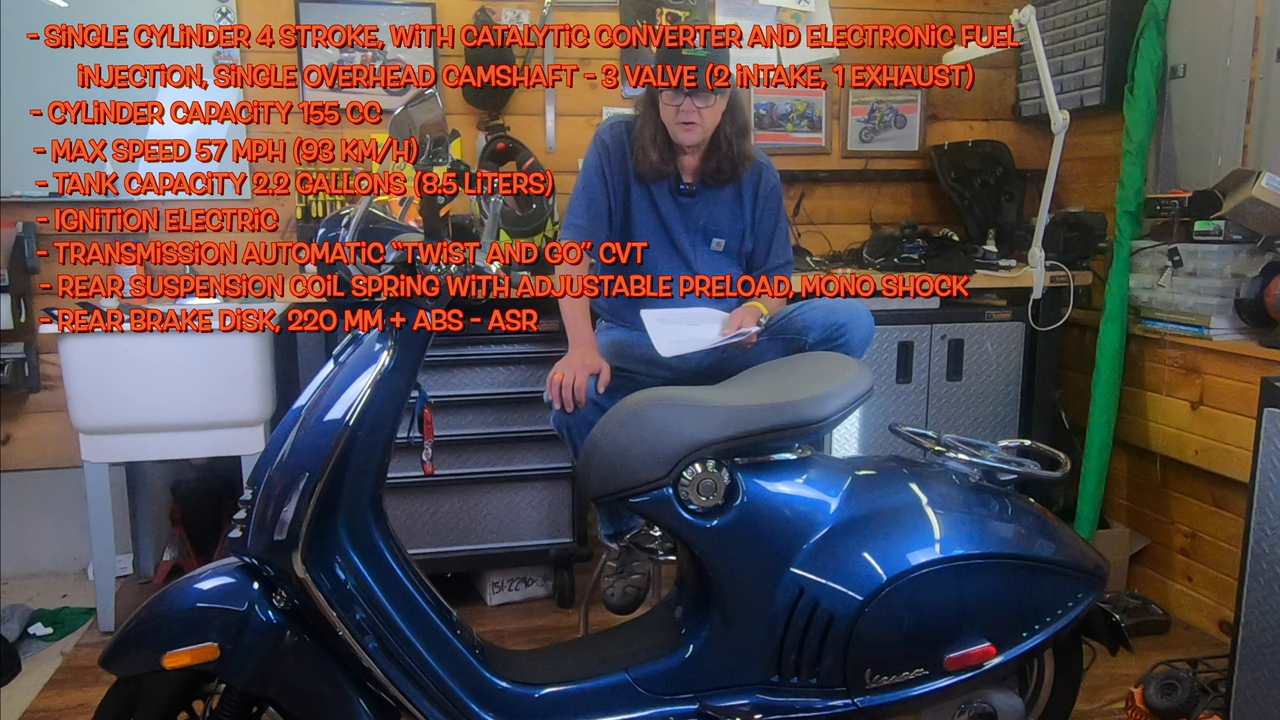 - SINGLE CYLINDER 4 STROKE, WITH CATALYTIC CONVERTER AND ELECTRONIC FUEL
INJECTION, SINGLE OVERHEAD CAMSHAFT - 3 VALVE (2 INTAKE, 1 EXHAUST)
- CYLINDER CAPACITY 155 CC
- MAX SPEED 57 MPH (93 KM/H)
- TANK CAPACITY 2.2 GALLONS (8.5 LITERS)
- IGNITION ELECTRIC
- TRANSMISSION AUTOMATIC "TWIST AND GO" CVT
- REAR SUSPENSION COIL SPRING WITH ADJUSTABLE PRELOAD, MONO SHOCK
- REAR BRAKE DISK, 220 MM + ABS - ASR
151-2290
Vespa